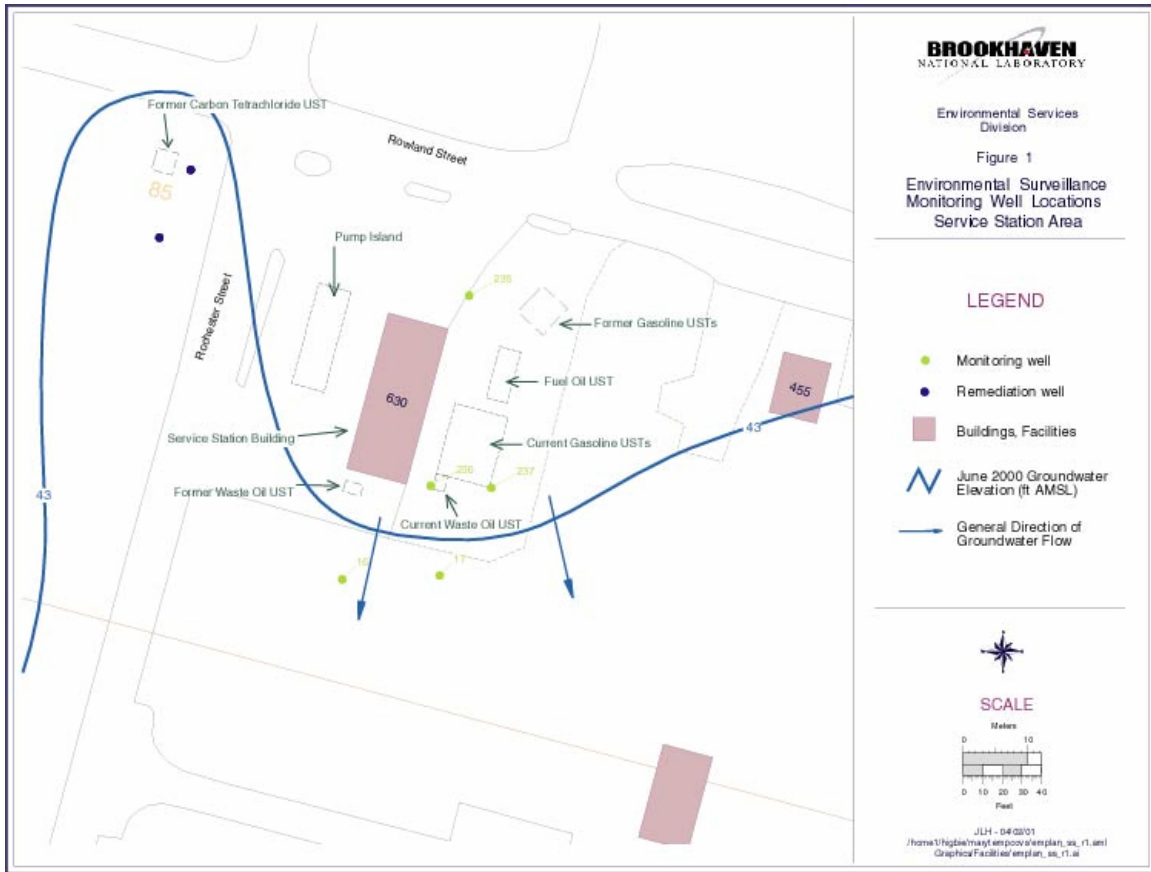 Former Carbon Tetrachloride UST
Rowland Street
85
Pump Island
235
Rochester Street
Former Gasoline USTs
Fuel Oil UST
630
455
Service Station Building
Current Gasoline USTs
43
236
237
Former Waste Oil UST
43
Current Waste Oil UST
16
17
BROOKHAVEN
NATIONAL LABORATORY
Environmental Services
Division
Figure 1
Environmental Surveillance
Monitoring Well Locations
Service Station Area
LEGEND
Monitoring well
Remediation well
Buildings, Facilities
June 2000 Groundwater
Elevation (ft AMSL)
General Direction of
Groundwater Flow
SCALE
Meters
0 10
0 10 20 30 40
Feet